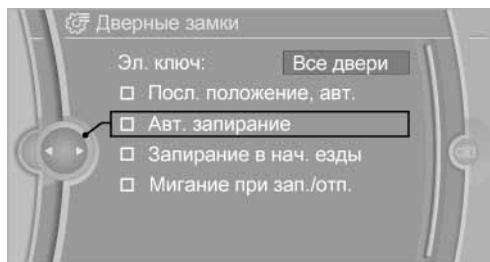 Дверные замки
Эл. ключ: Все двери
Посл. положение, авт.
Авт. запирание
Запирание в нач. езды
Мигание при зап./отп.